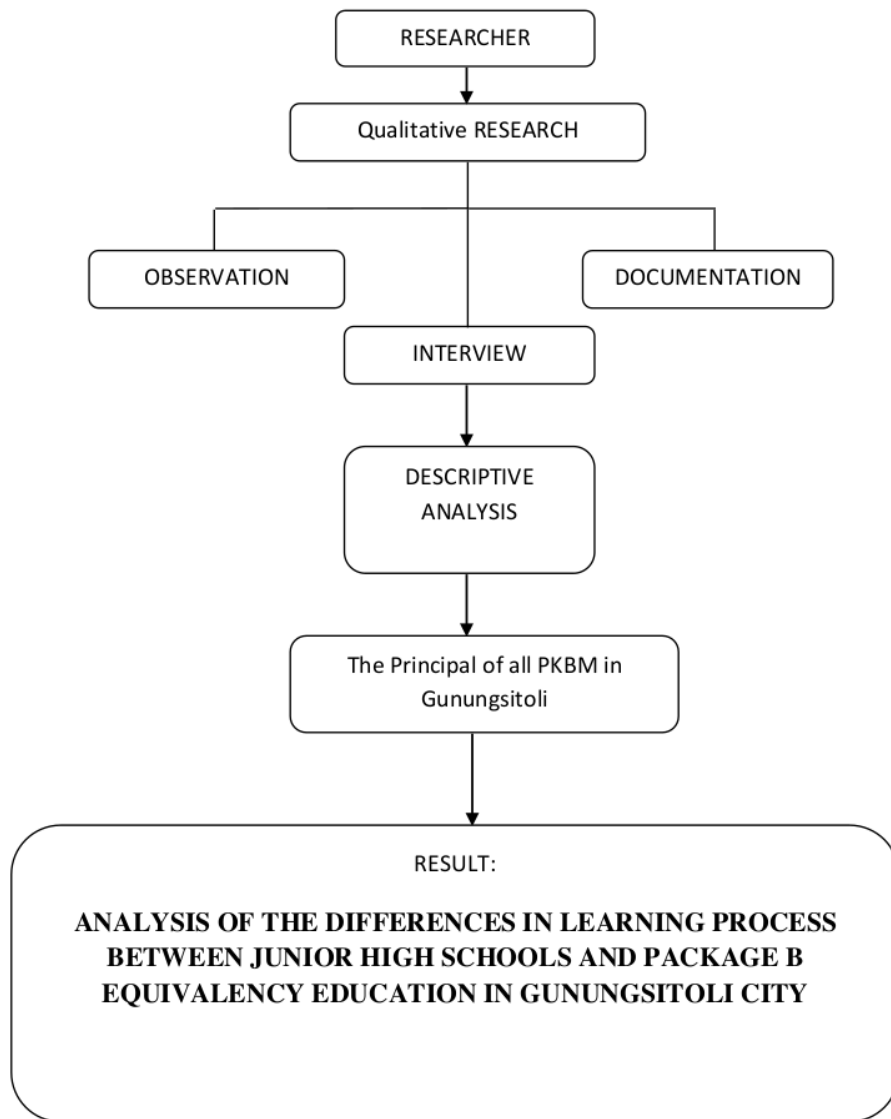 RESEARCHER
Qualitative RESEARCH
OBSERVATION
DOCUMENTATION
INTERVIEW
DESCRIPTIVE
ANALYSIS
The Principal of all PKBM in
Gunungsitoli
RESULT:
ANALYSIS OF THE DIFFERENCES IN LEARNING PROCESS
BETWEEN JUNIOR HIGH SCHOOLS AND PACKAGE B
EQUIVALENCY EDUCATION IN GUNUNGSITOLI CITY